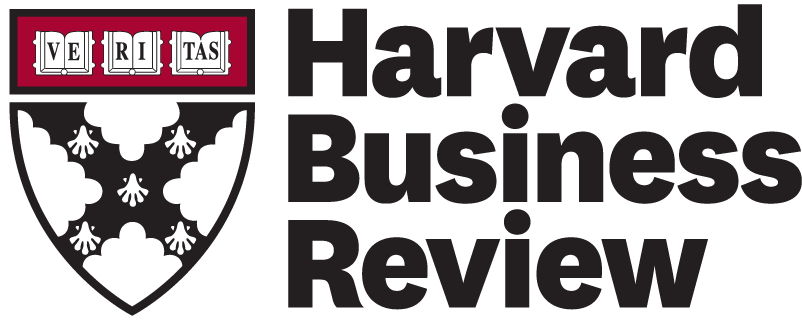 VE RI TAS
Harvard
Business
Review